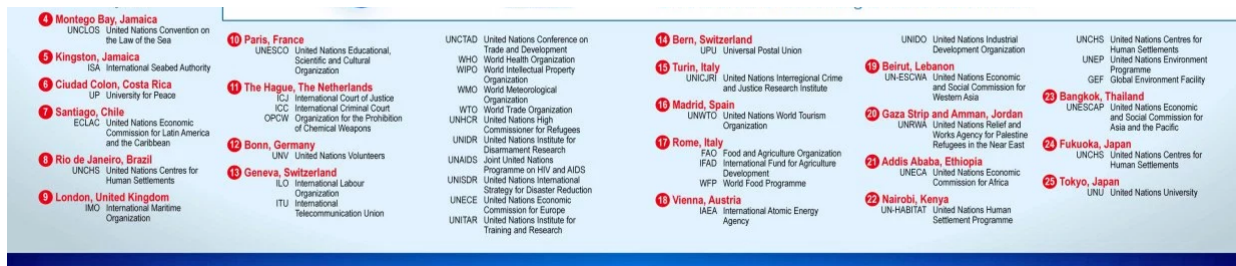 4 Montego Bay, Jamaica
UNCLOS United Nations Convention on
the Law of the Sea
5 Kingston, Jamaica
ISA International Seabed Authority
6 Ciudad Colon, Costa Rica
UP University for Peace
7 Santiago, Chile
ECLAC United Nations Economic
Commission for Latin America
and the Caribbean
8 Rio de Janeiro, Brazil
UNCHS United Nations Centres for
Human Settlements
9 London, United Kingdom
IMO International Maritime
Organization
10 Paris, France
UNESCO United Nations Educational,
Scientific and Cultural
Organization
11 The Hague, The Netherlands
ICJ International Court of Justice
ICC International Criminal Court
OPCW Organization for the Prohibition
of Chemical Weapons
12 Bonn, Germany
UNV United Nations Volunteers
13 Geneva, Switzerland
ILO International Labour
Organization
ITU International
Telecommunication Union
UNCTAD United Nations Conference on
Trade and Development
WHO World Health Organization
WIPO World Intellectual Property
Organization
WMO World Meteorological
Organization
WTO World Trade Organization
UNHCR United Nations High
Commissioner for Refugees
UNIDR United Nations Institute for
Disarmament Research
UNAIDS Joint United Nations
Programme on HIV and AIDS
UNISDR United Nations International
Strategy for Disaster Reduction
UNECE United Nations Economic
Commission for Europe
UNITAR United Nations Institute for
Training and Research
14 Bern, Switzerland
UPU Universal Postal Union
15 Turin, Italy
UNICJRI United Nations Interregional Crime
and Justice Research Institute
16 Madrid, Spain
UNWTO United Nations World Tourism
Organization
17 Rome, Italy
FAO Food and Agriculture Organization
IFAD International Fund for Agriculture
Development
WFP World Food Programme
18 Vienna, Austria
IAEA International Atomic Energy
Agency
UNIDO United Nations Industrial
Development Organization
19 Beirut, Lebanon
UN-ESCWA United Nations Economic
and Social Commission for
Western Asia
20 Gaza Strip and Amman, Jordan
UNRWA United Nations Relief and
Works Agency for Palestine
Refugees in the Near East
21 Addis Ababa, Ethiopia
UNECA United Nations Economic
Commission for Africa
22 Nairobi, Kenya
UN-HABITAT United Nations Human
Settlement Programme
UNCHS United Nations Centres for
Human Settlements
UNEP United Nations Environment
Programme
GEF Global Environment Facility
23 Bangkok, Thailand
UNESCAP United Nations Economic
and Social Commission for
Asia and the Pacific
24 Fukuoka, Japan
UNCHS United Nations Centres for
Human Settlements
25 Tokyo, Japan
UNU United Nations University